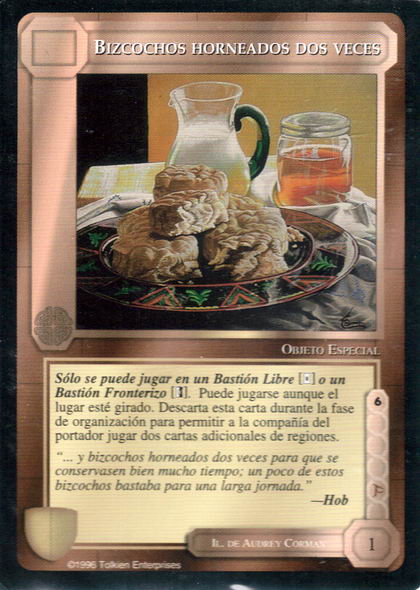 BIZCOCHOS HORNEADOS DOS VECES
OBJETO ESPECIAL
Sólo se puede jugar en un Bastión Libre [] o un
Bastión Fronterizo []. Puede jugarse aunque el
lugar esté girado. Descarta esta carta durante la fase
de organización para permitir a la compañía del
portador jugar dos cartas adicionales de regiones.
"... y bizcochos horneados dos veces para que se
conservasen bien mucho tiempo; un poco de estos
bizcochos bastaba para una larga jornada."
—Hob
6
IL. DE AUDREY CORMAN
1
©1996 Tolkien Enterprises